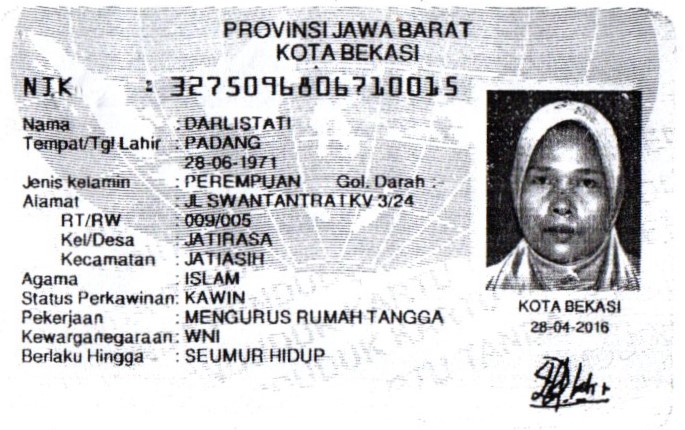 PROVINSI JAWA BARAT
KOTA BEKASI
NIK : 3275096806710015
Nama : DARLISTATI
Tempat/Tgl Lahir : PADANG
28-06-1971
Jenis kelamin : PEREMPUAN Gol. Darah : -
Alamat : JL SWANTANTRA I KV 3/24
RT/RW : 009/005
Kel/Desa : JATIRASA
Kecamatan : JATIASIH
Agama : ISLAM
Status Perkawinan: KAWIN
Pekerjaan : MENGURUS RUMAH TANGGA
Kewarganegaraan: WNI
Berlaku Hingga : SEUMUR HIDUP
KOTA BEKASI
28-04-2016